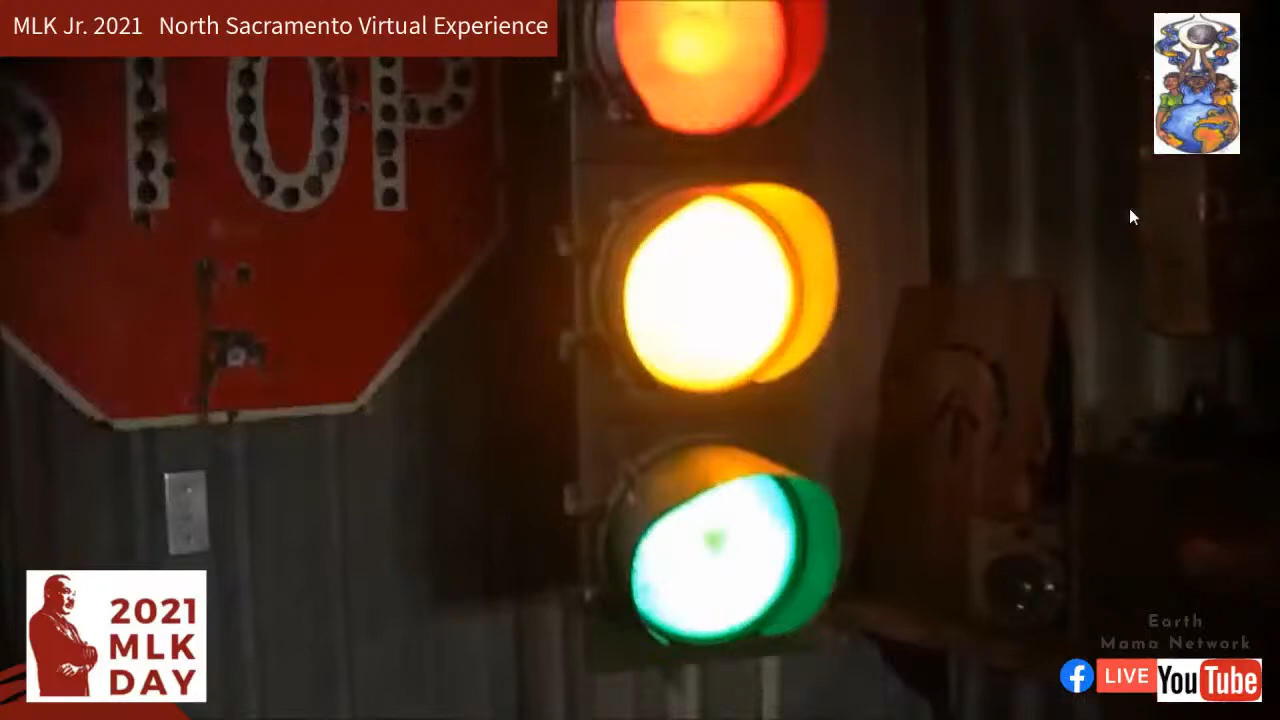 MLK Jr. 2021 North Sacramento Virtual Experience
STOP
2021
MLK
DAY
Earth
Mama Network
LIVE YouTube